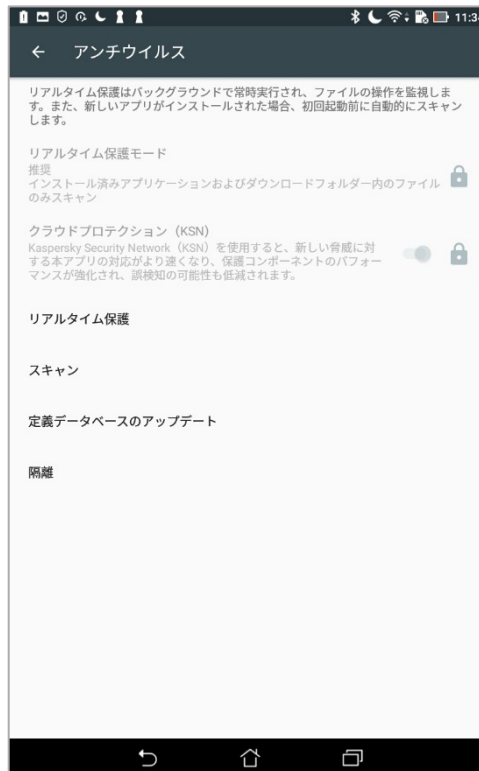 11:34
アンチウイルス
リアルタイム保護はバックグラウンドで常時実行され、ファイルの操作を監視しま
す。また、新しいアプリがインストールされた場合、初回起動前に自動的にスキャン
します。
リアルタイム保護モード
推奨
インストール済みアプリケーションおよびダウンロードフォルダー内のファイル
のみスキャン
クラウドプロテクション（KSN）
Kaspersky Security Network（KSN）を使用すると、新しい脅威に対
する本アプリの対応がより速くなり、保護コンポーネントのパフォー
マンスが強化され、誤検知の可能性も低減されます。
リアルタイム保護
スキャン
定義データベースのアップデート
隔離